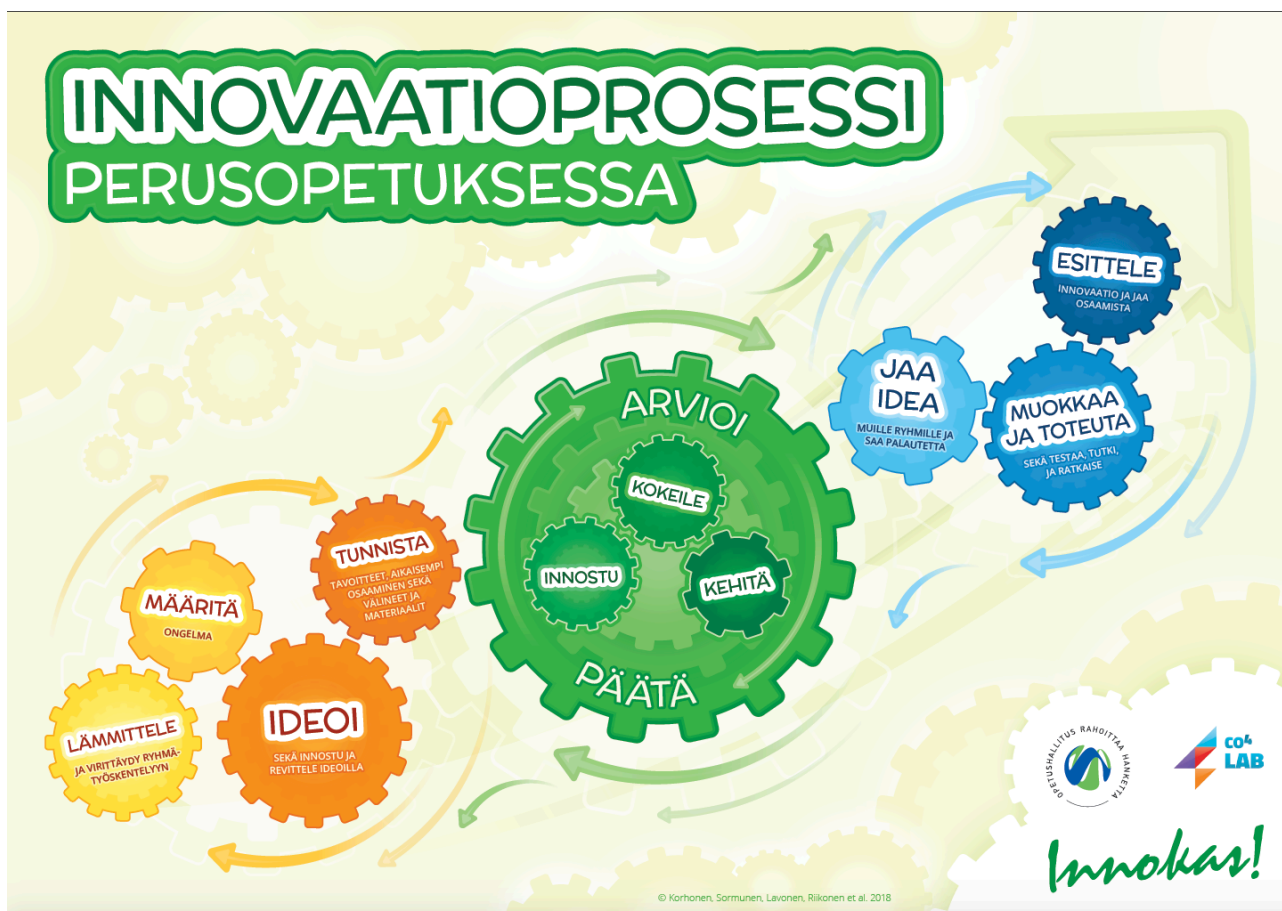 INNOVAATIOPROSESSI
PERUSOPETUKSESSA
LÄMMITTELE
JA VIRITTÄYDY RYHMÄ-
TYÖSKENTELYYN
MÄÄRITÄ
ONGELMA
IDEOI
SEKÄ INNOSTU JA
REVITTELE IDEOILLA
TUNNISTA
TAVOITTEET, AIKAISEMPI
OSAAMINEN SEKÄ
VÄLINEET JA
MATERIAALIT
ARVIOI
KOKEILE
INNOSTU
KEHITÄ
PÄÄTÄ
JAA
IDEA
MUILLE RYHMILLE JA
SAA PALAUTETTA
MUOKKAA
JA TOTEUTA
SEKÄ TESTAA, TUTKI,
JA RATKAISE
ESITTELE
INNOVAATIO JA JAA
OSAAMISTA
OPETUSHALLITUS RAHOITTAA HANKETTA
CO4
LAB
Innokas!
© Korhonen, Sormunen, Lavonen, Riikonen et al. 2018